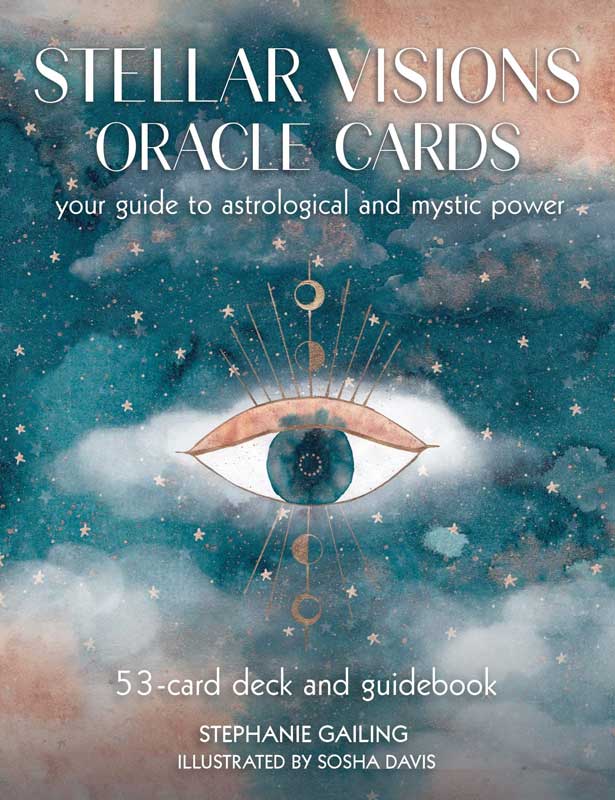 STELLAR VISIONS
ORACLE CARDS
your guide to astrological and mystic power
53-card deck and guidebook
STEPHANIE GAILING
ILLUSTRATED BY SOSHA DAVIS